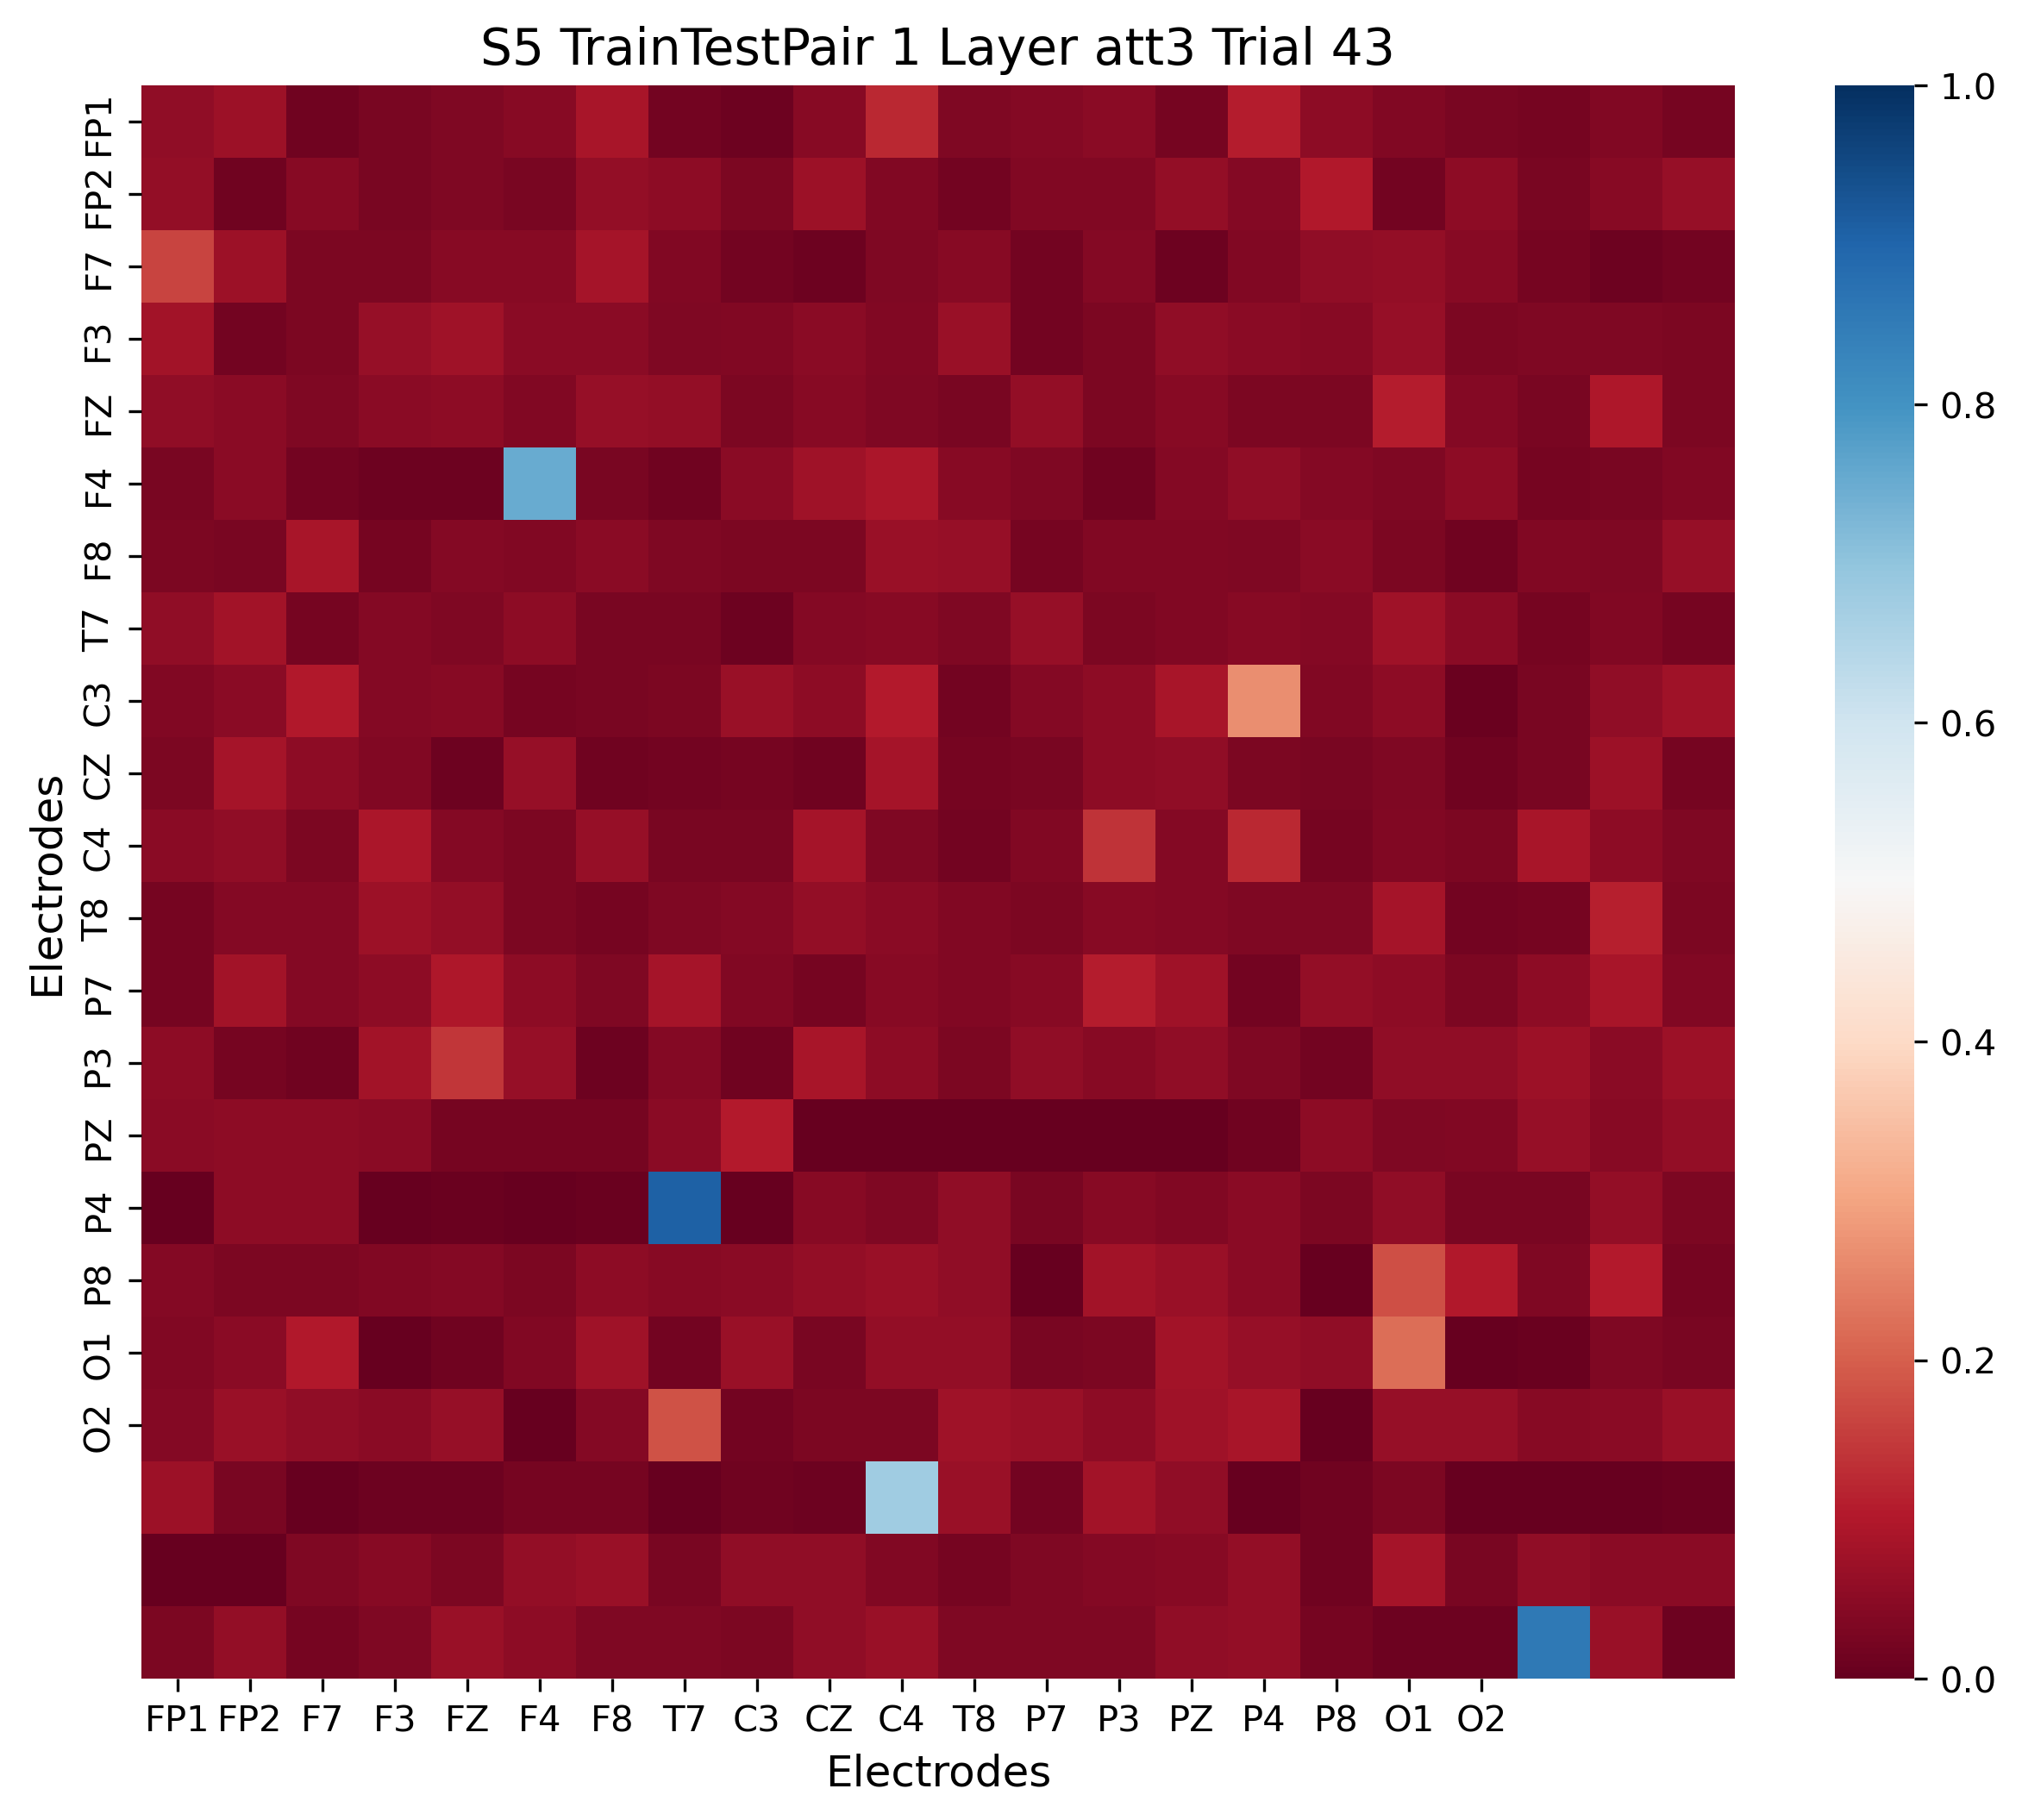 S5 TrainTestPair 1 Layer att3 Trial 43
Electrodes
FP1
FP2
F7
F3
FZ
F4
F8
T7
C3
CZ
C4
T8
P7
P3
PZ
P4
P8
O1
O2
FP1 FP2 F7 F3 FZ F4 F8 T7 C3 CZ C4 T8 P7 P3 PZ P4 P8 O1 O2
Electrodes
1.0
0.8
0.6
0.4
0.2
0.0